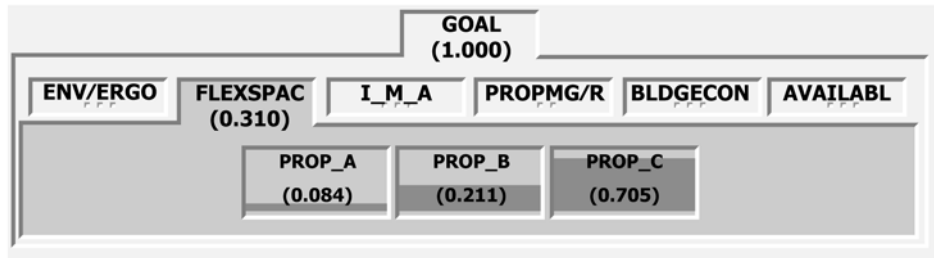 GOAL
(1.000)
ENV/ERGO FLEXSPAC I_M_A PROPMG/R BLDGECON AVAILABL
(0.310)
PROP_A PROP_B PROP_C
(0.084) (0.211) (0.705)